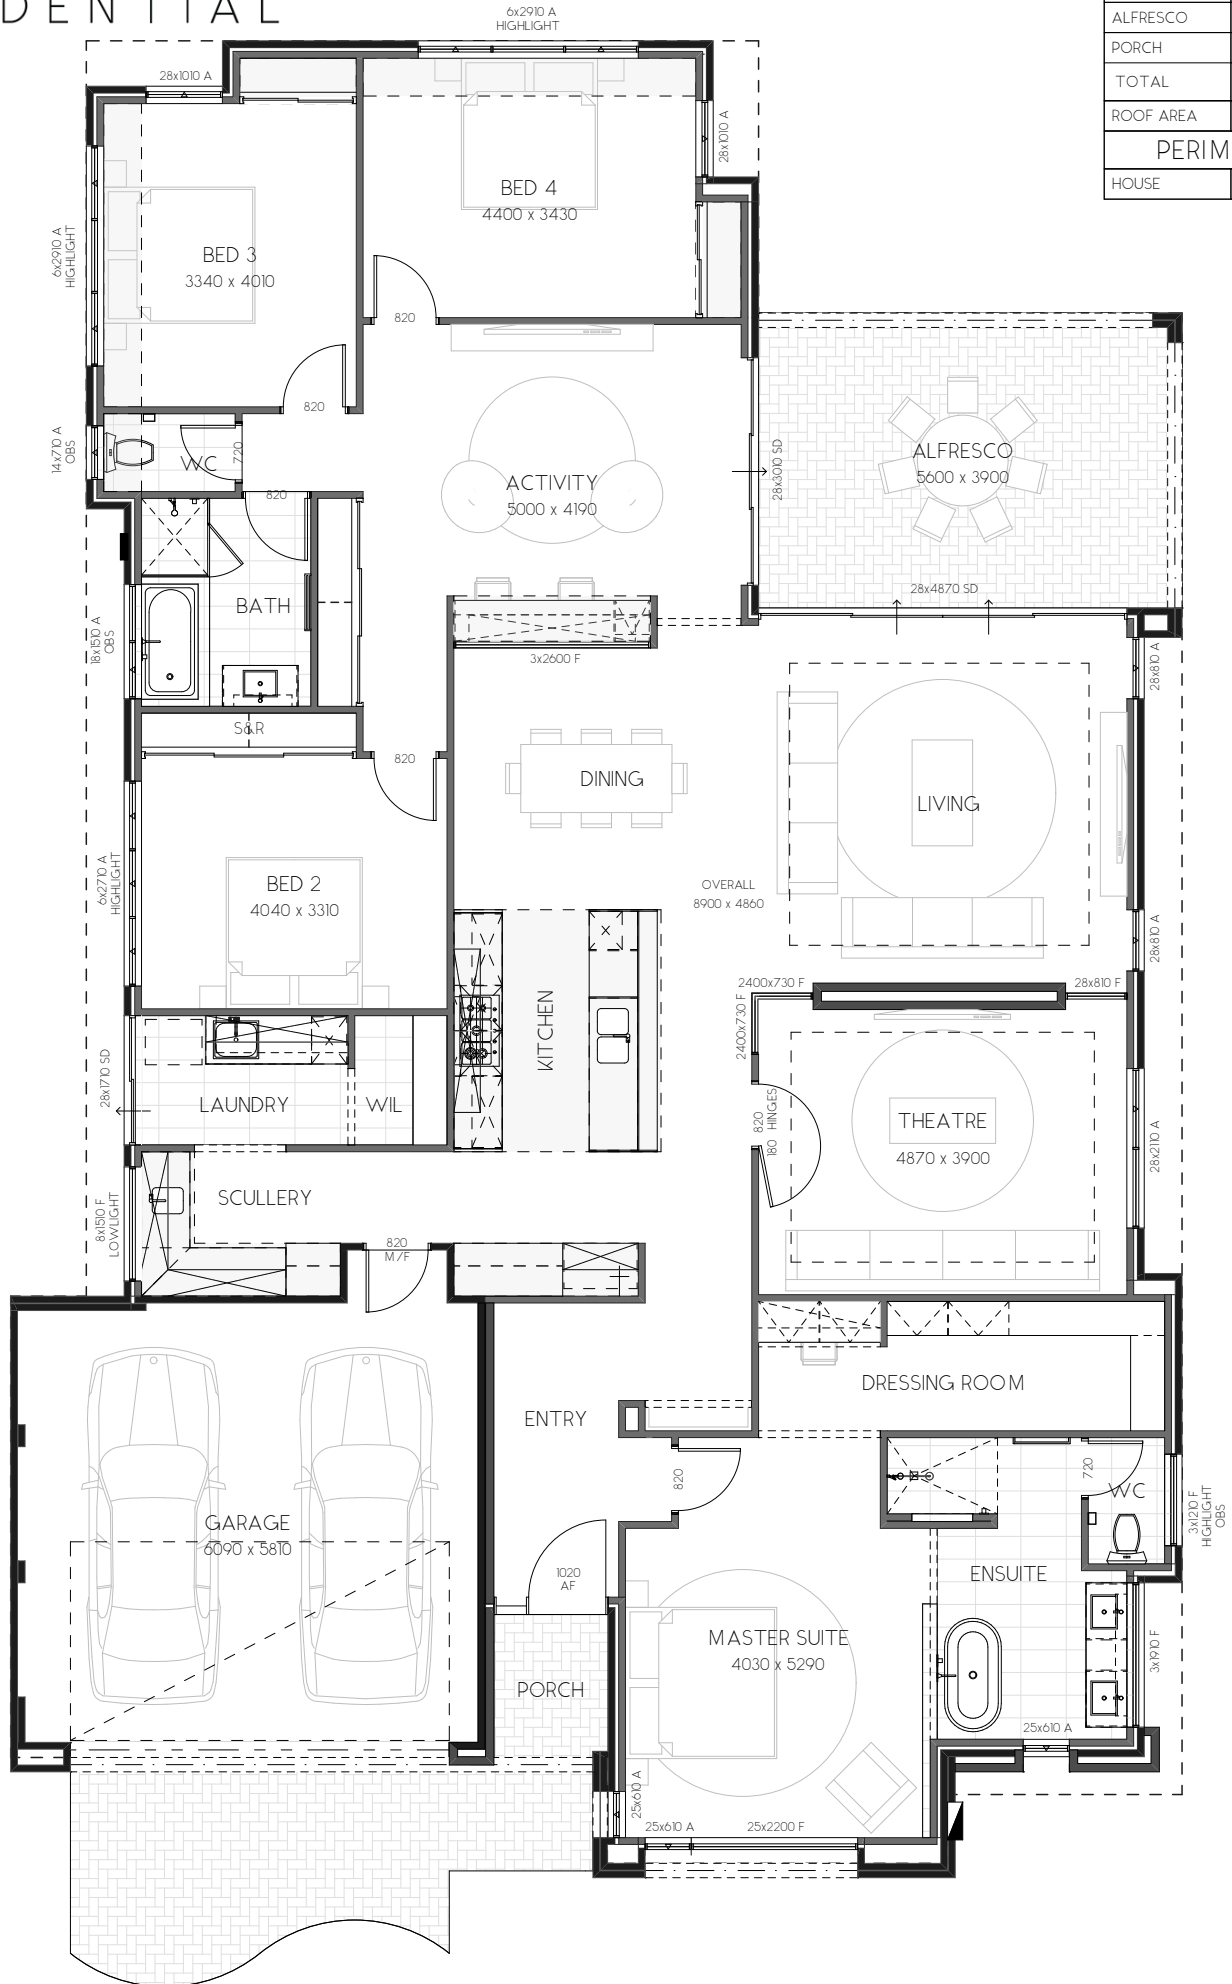 DENTIAL
6x2910 A
HIGHLIGHT
ALFRESCO
PORCH
TOTAL
ROOF AREA
PERIM
HOUSE
28x1010 A
28x1010 A
BED 4
4400 x 3430
BED 3
3340 x 4010
6x2910 A
HIGHLIGHT
820
820
14x710 A
OBS
WC
720
820
ACTIVITY
5000 x 4190
28x3010 SD
ALFRESCO
5600 x 3900
28x4870 SD
BATH
18x1510 A
OBS
3x2600 F
28x810 A
S&R
820
DINING
LIVING
BED 2
4040 x 3310
6x2710 A
HIGHLIGHT
OVERALL
8900 x 4860
28x810 A
2400x730 F
28x810 F
2400x730 F
KITCHEN
28x1710 SD
LAUNDRY
WIL
820
180 HINGES
THEATRE
4870 x 3900
28x2110 A
SCULLERY
8x1510 F
LOWLIGHT
820
M/F
DRESSING ROOM
ENTRY
820
720
WC
3x1210 F
HIGHLIGHT
OBS
GARAGE
6090 x 5810
1020
AF
ENSUITE
MASTER SUITE
4030 x 5290
3x1910 F
PORCH
25x610 A
25x610 A
25x610 A
25x2200 F